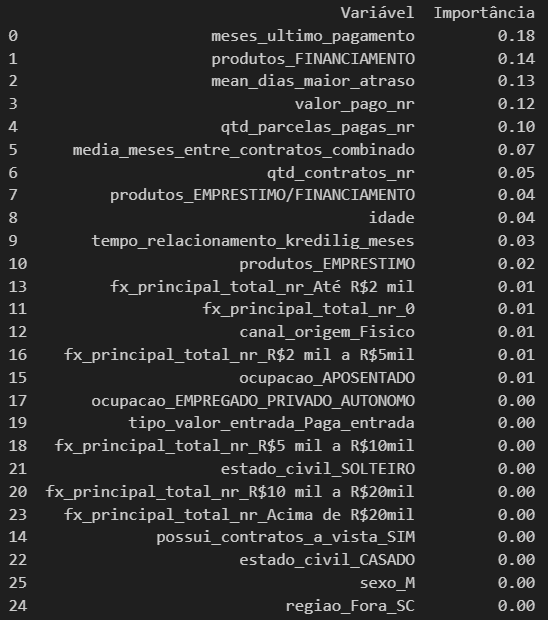 Variável Importância
0 meses_ultimo_pagamento 0.18
1 produtos_FINANCIAMENTO 0.14
2 mean_dias_maior_atraso 0.13
3 valor_pago_nr 0.12
4 qtd_parcelas_pagas_nr 0.10
5 media_meses_entre_contratos_combinado 0.07
6 qtd_contratos_nr 0.05
7 produtos_EMPRESTIMO/FINANCIAMENTO 0.04
8 idade 0.04
9 tempo_relacionamento_kredilig_meses 0.03
10 produtos_EMPRESTIMO 0.02
13 fx_principal_total_nr_Até R$2 mil 0.01
11 fx_principal_total_nr_0 0.01
12 canal_origem_Fisico 0.01
16 fx_principal_total_nr_R$2 mil a R$5mil 0.01
15 ocupacao_APOSENTADO 0.01
17 ocupacao_EMPREGADO_PRIVADO_AUTONOMO 0.00
19 tipo_valor_entrada_Paga_entrada 0.00
18 fx_principal_total_nr_R$5 mil a R$10mil 0.00
21 estado_civil_SOLTEIRO 0.00
20 fx_principal_total_nr_R$10 mil a R$20mil 0.00
23 fx_principal_total_nr_Acima de R$20mil 0.00
14 possui_contratos_a_vista_SIM 0.00
22 estado_civil_CASADO 0.00
25 sexo_M 0.00
24 regiao_Fora_SC 0.00